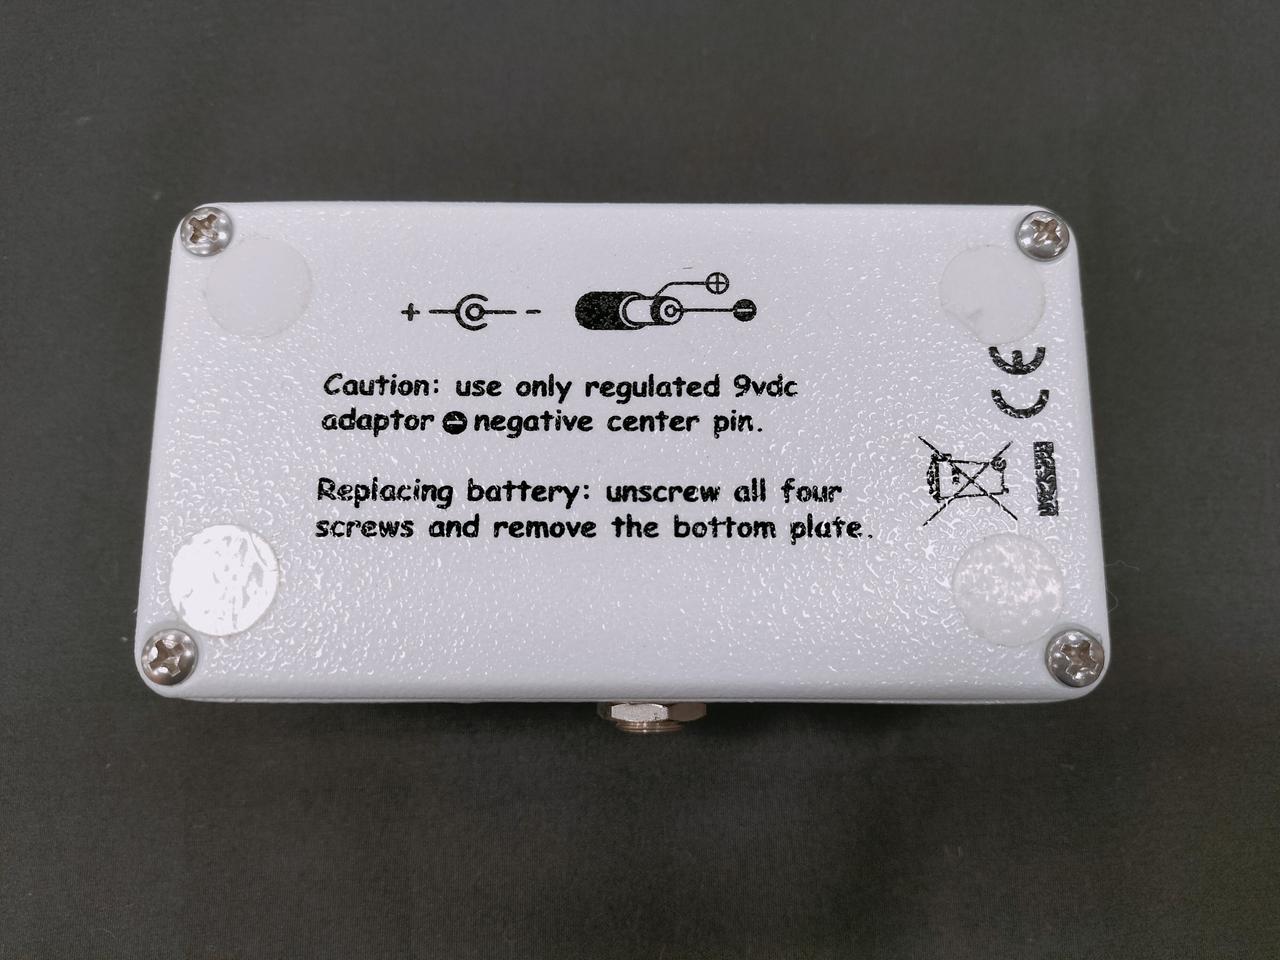 + -
Caution: use only regulated 9vdc
adaptor ⊖ negative center pin.
Replacing battery: unscrew all four
screws and remove the bottom plate.
CE